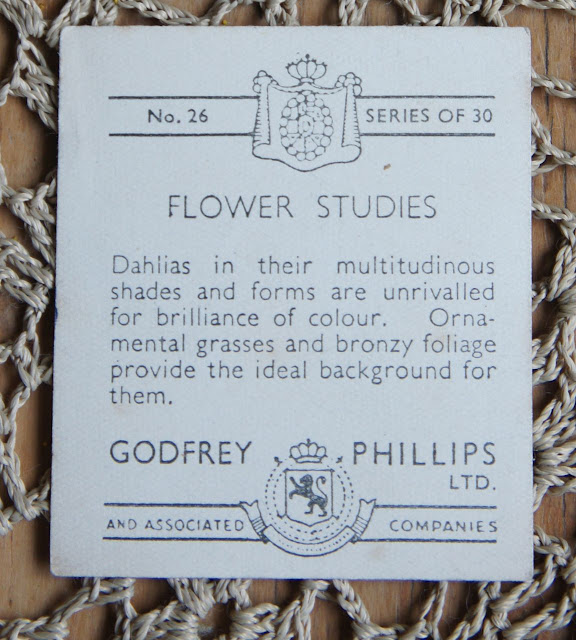 No. 26 SERIES OF 30
FLOWER STUDIES
Dahlias in their multitudinous
shades and forms are unrivalled
for brilliance of colour. Orna-
mental grasses and bronzy foliage
provide the ideal background for
them.
GODFREY PHILLIPS
LTD.
AND ASSOCIATED COMPANIES